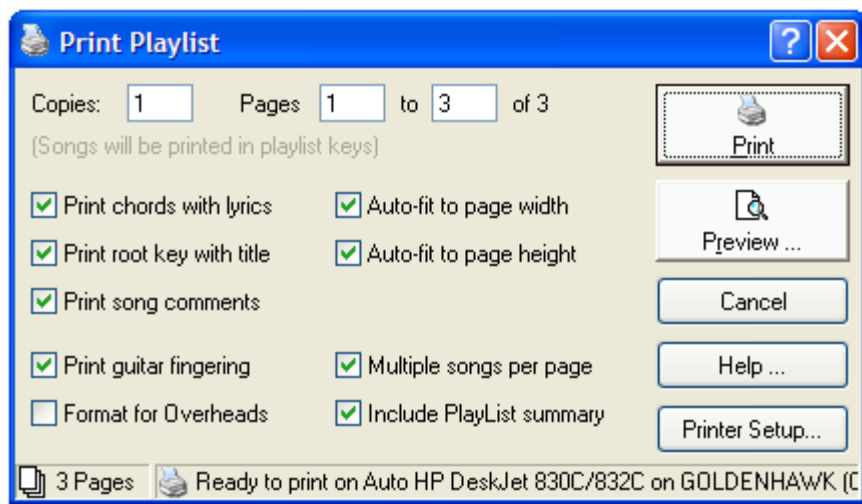 Print Playlist
Copies: 1 Pages 1 to 3 of 3
(Songs will be printed in playlist keys)
Print
Print chords with lyrics Auto-fit to page width
Preview ...
Print root key with title Auto-fit to page height
Print song comments
Cancel
Print guitar fingering Multiple songs per page
Help ...
Format for Overheads Include PlayList summary
Printer Setup...
3 Pages Ready to print on Auto HP DeskJet 830C/832C on GOLDENHAWK (C